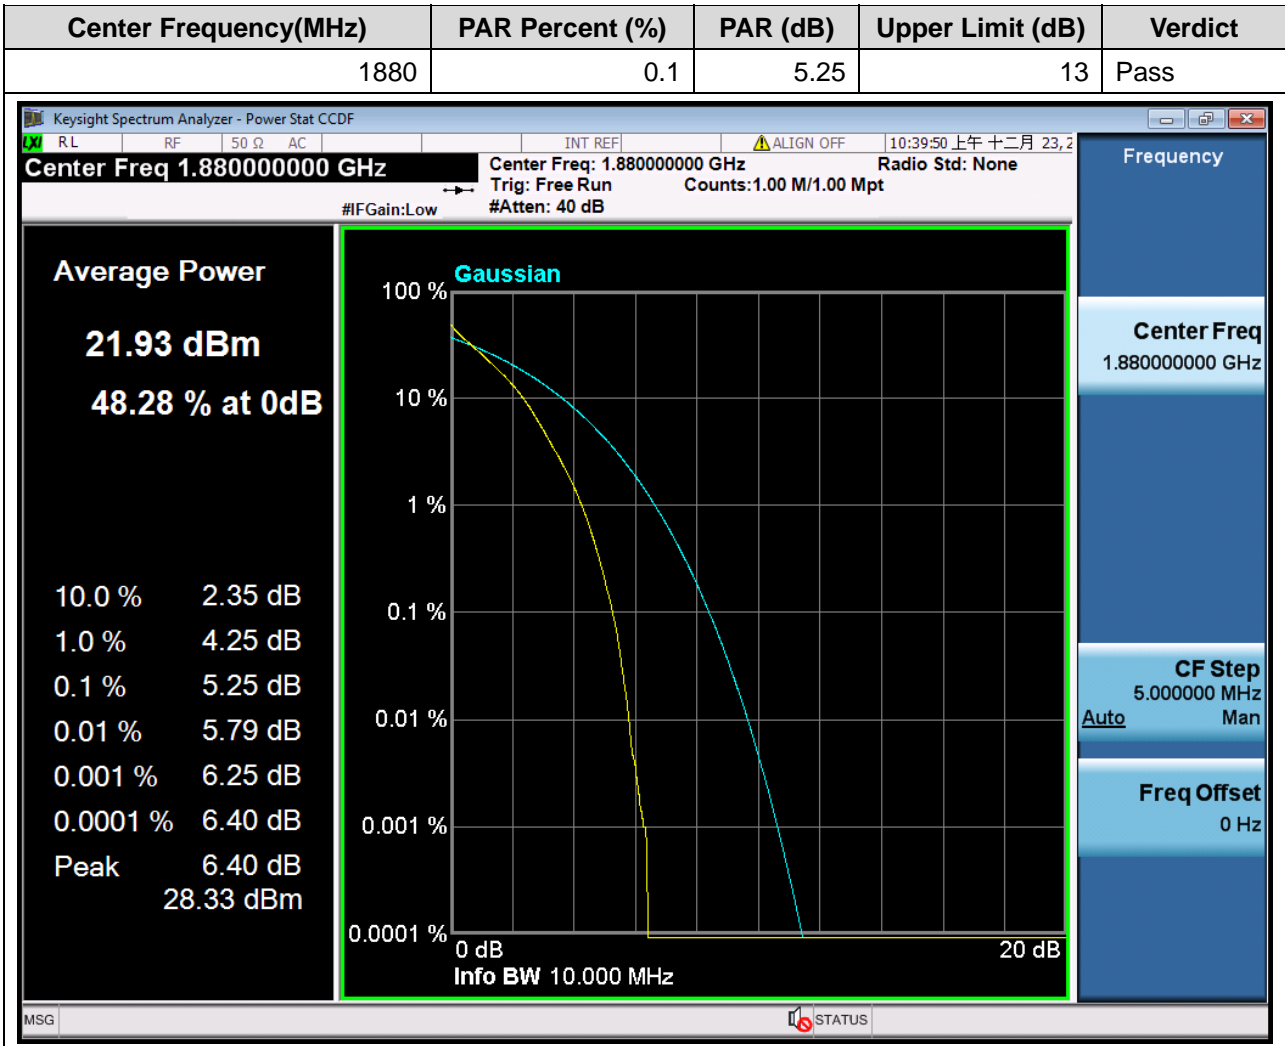 Center Frequency(MHz) PAR Percent (%) PAR (dB) Upper Limit (dB) Verdict
1880 0.1 5.25 13 Pass
Keysight Spectrum Analyzer - Power Stat CCDF
LXI RL RF 50 Ω AC INT REF ALIGN OFF 10:39:50 上午 十二月 23, 2
Center Freq 1.880000000 GHz
Center Freq: 1.880000000 GHz Radio Std: None
Trig: Free Run Counts:1.00 M/1.00 Mpt
#IFGain:Low #Atten: 40 dB
Average Power
21.93 dBm
48.28 % at 0dB
10.0 % 2.35 dB
1.0 % 4.25 dB
0.1 % 5.25 dB
0.01 % 5.79 dB
0.001 % 6.25 dB
0.0001 % 6.40 dB
Peak 6.40 dB
28.33 dBm
Gaussian
100 %
10 %
1 %
0.1 %
0.01 %
0.001 %
0.0001 %
0 dB 20 dB
Info BW 10.000 MHz
Frequency
Center Freq
1.880000000 GHz
CF Step
5.000000 MHz
Auto Man
Freq Offset
0 Hz
MSG STATUS